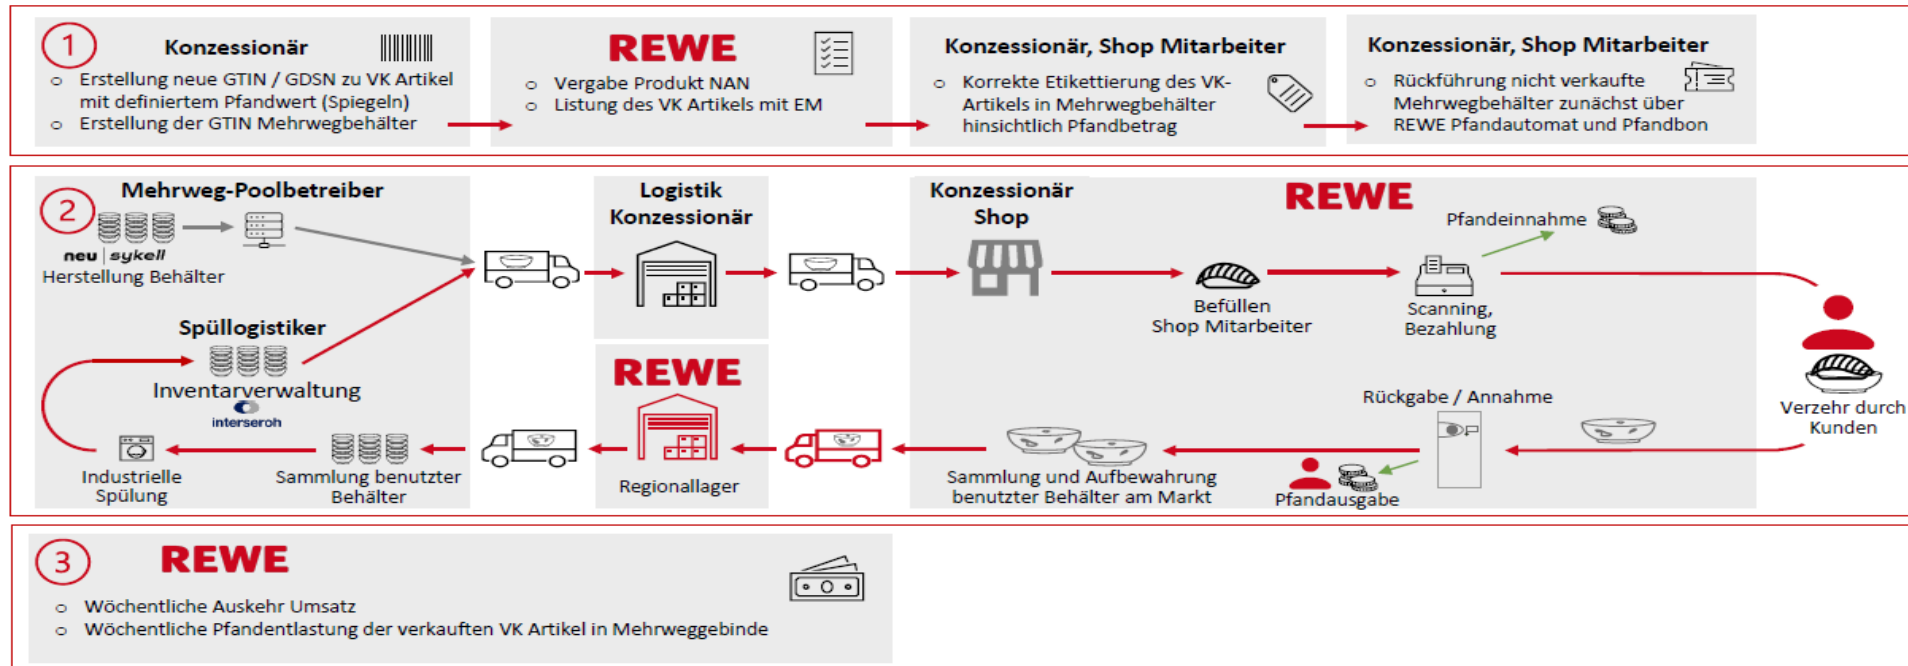 1
Konzessionär
o Erstellung neue GTIN / GDSN zu VK Artikel
mit definiertem Pfandwert (Spiegeln)
o Erstellung der GTIN Mehrwegbehälter
REWE
o Vergabe Produkt NAN
o Listung des VK Artikels mit EM
Konzessionär, Shop Mitarbeiter
o Korrekte Etikettierung des VK-
Artikels in Mehrwegbehälter
hinsichtlich Pfandbetrag
Konzessionär, Shop Mitarbeiter
o Rückführung nicht verkaufte
Mehrwegbehälter zunächst über
REWE Pfandautomat und Pfandbon
2
Mehrweg-Poolbetreiber
neu | sykell
Herstellung Behälter
Logistik
Konzessionär
Konzessionär
Shop
REWE
Pfandeinnahme
Befüllen
Shop Mitarbeiter
Scanning,
Bezahlung
Verzehr durch
Kunden
Rückgabe / Annahme
Pfandausgabe
Sammlung und Aufbewahrung
benutzter Behälter am Markt
REWE
Regionallager
Sammlung benutzter
Behälter
Industrielle
Spülung
Spüllogistiker
Inventarverwaltung
interseroh
3
REWE
o Wöchentliche Auskehr Umsatz
o Wöchentliche Pfandentlastung der verkauften VK Artikel in Mehrweggebinde